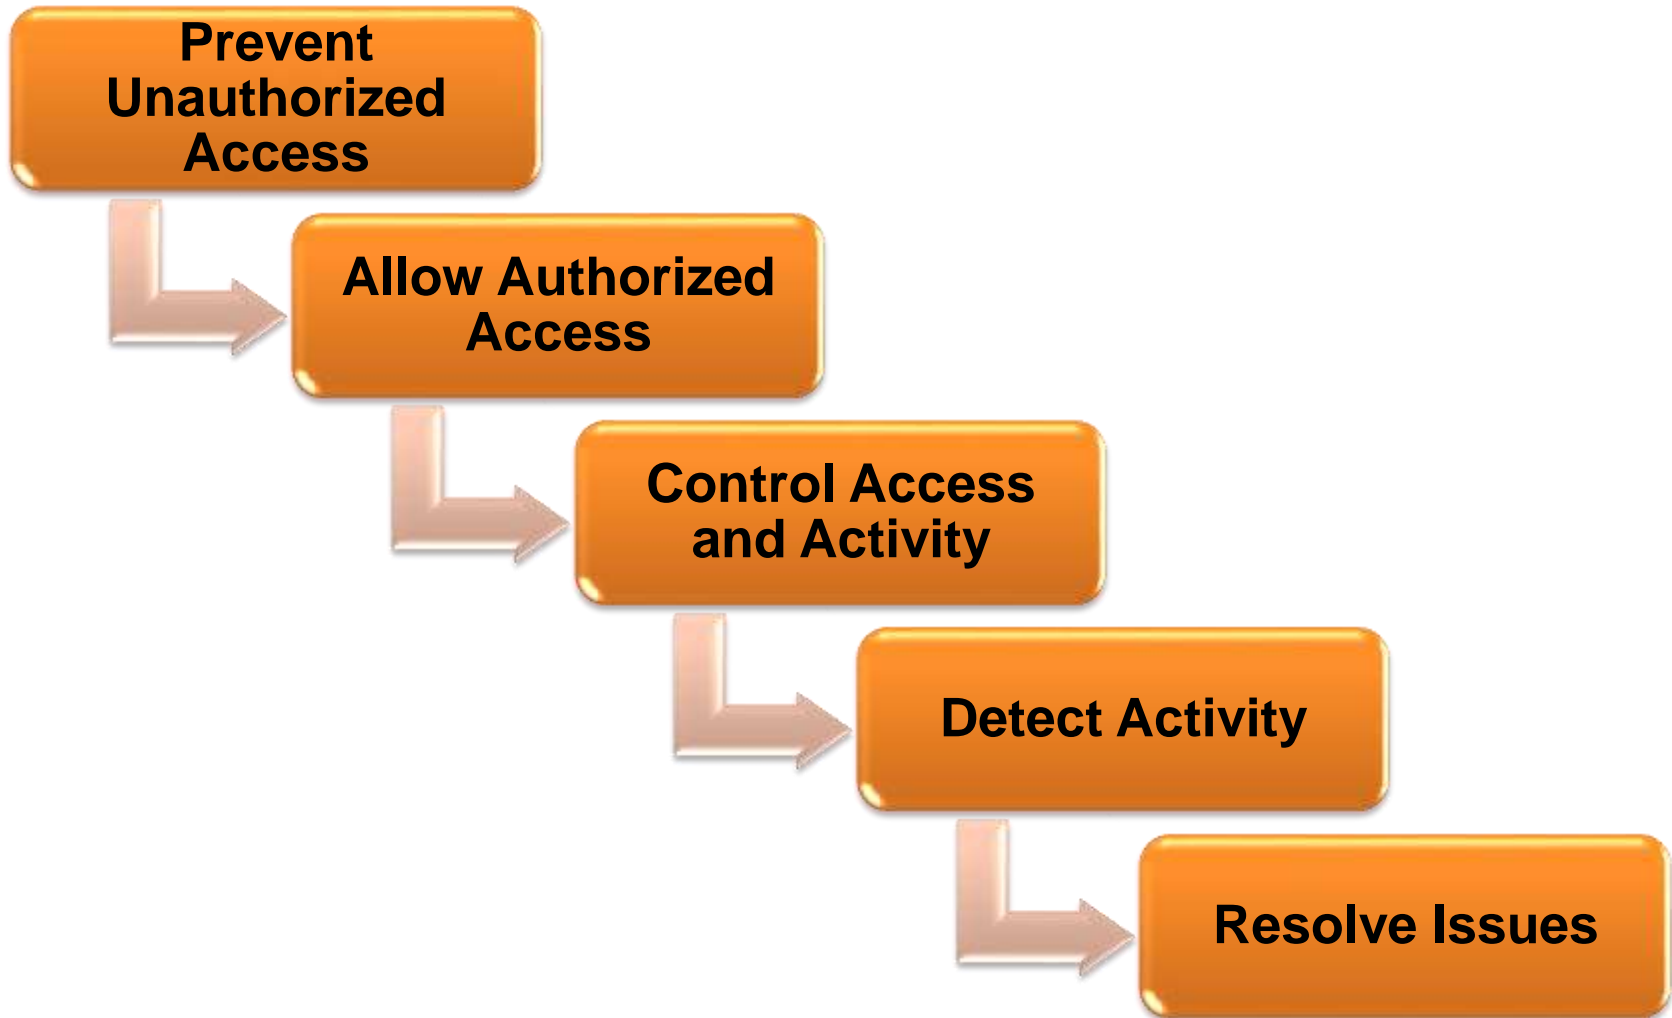 Prevent
Unauthorized
Access
Allow Authorized
Access
Control Access
and Activity
Detect Activity
Resolve Issues